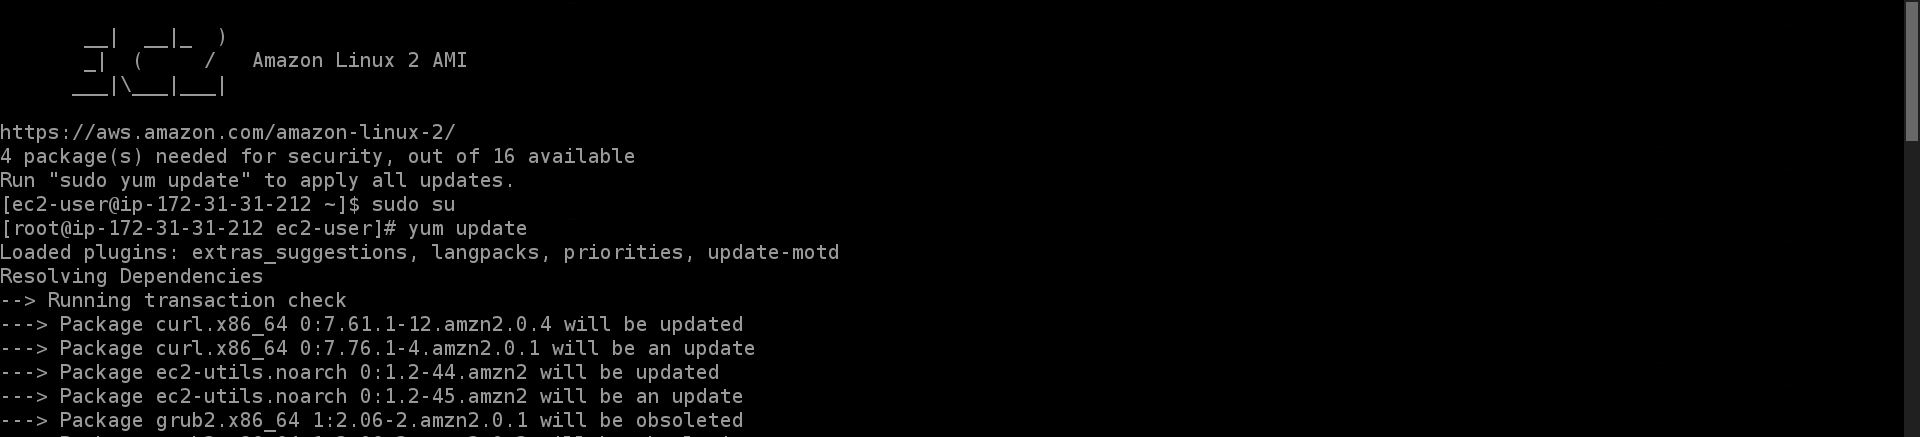 __|  __|_  )
_|  (     /   Amazon Linux 2 AMI
___|\___|___|
https://aws.amazon.com/amazon-linux-2/
4 package(s) needed for security, out of 16 available
Run "sudo yum update" to apply all updates.
[ec2-user@ip-172-31-31-212 ~]$ sudo su
[root@ip-172-31-31-212 ec2-user]# yum update
Loaded plugins: extras_suggestions, langpacks, priorities, update-motd
Resolving Dependencies
--> Running transaction check
---> Package curl.x86_64 0:7.61.1-12.amzn2.0.4 will be updated
---> Package curl.x86_64 0:7.76.1-4.amzn2.0.1 will be an update
---> Package ec2-utils.noarch 0:1.2-44.amzn2 will be updated
---> Package ec2-utils.noarch 0:1.2-45.amzn2 will be an update
---> Package grub2.x86_64 1:2.06-2.amzn2.0.1 will be obsoleted